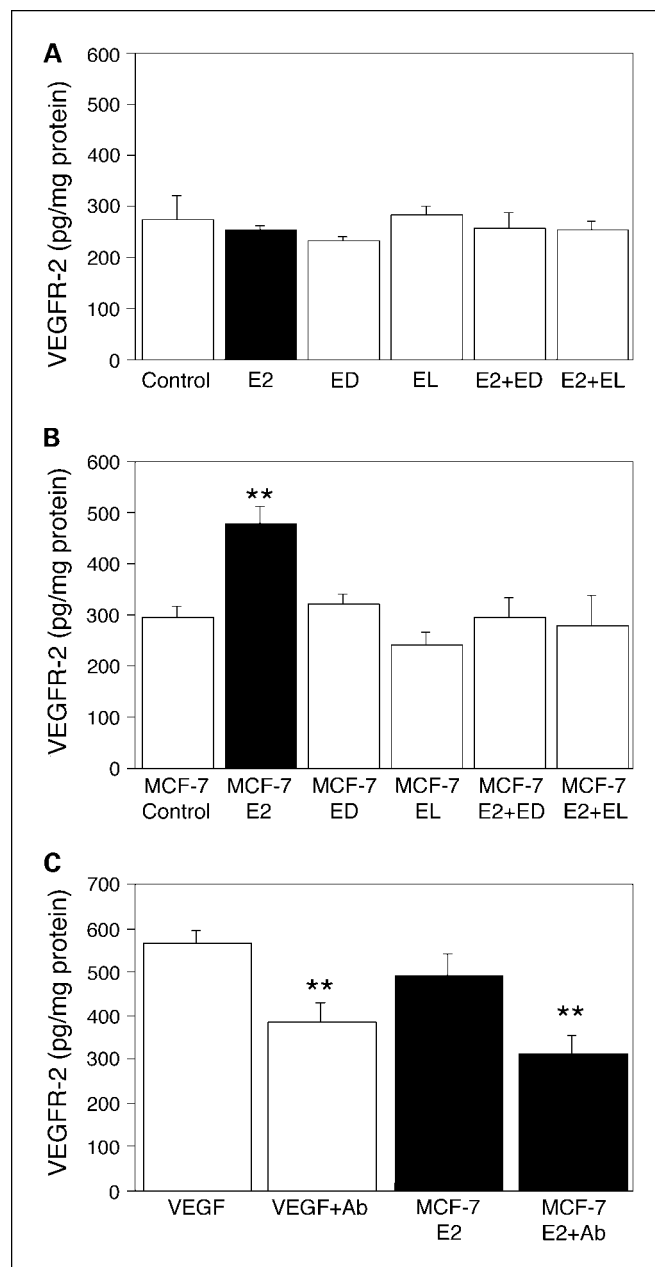 A
VEGFR-2 (pg/mg protein)
600
500
400
300
200
100
0
Control E2 ED EL E2+ED E2+EL
B
VEGFR-2 (pg/mg protein)
600
500
400
300
200
100
0
**
MCF-7 MCF-7 MCF-7 MCF-7 MCF-7 MCF-7
Control E2 ED EL E2+ED E2+EL
C
VEGFR-2 (pg/mg protein)
700
600
500
400
300
200
100
0
** **
VEGF VEGF+Ab MCF-7 MCF-7
E2 E2+Ab